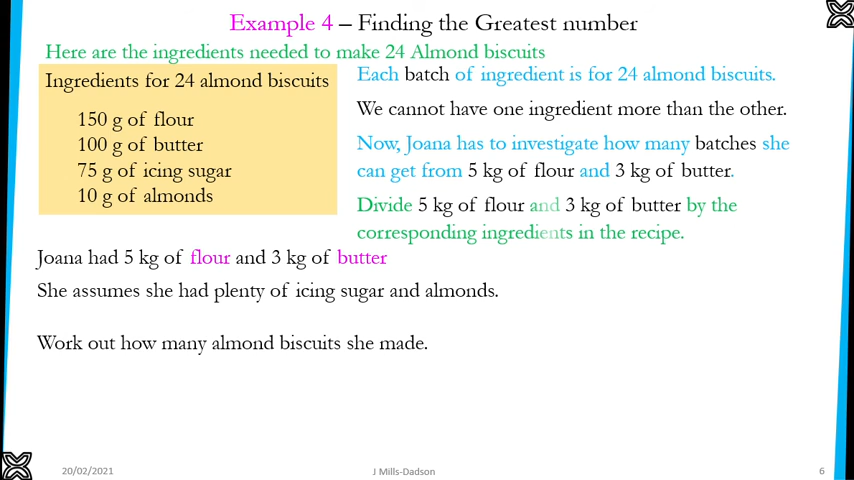 Example 4 – Finding the Greatest number
Here are the ingredients needed to make 24 Almond biscuits
Ingredients for 24 almond biscuits
150 g of flour
100 g of butter
75 g of icing sugar
10 g of almonds
Each batch of ingredient is for 24 almond biscuits.
We cannot have one ingredient more than the other.
Now, Joana has to investigate how many batches she
can get from 5 kg of flour and 3 kg of butter.
Divide 5 kg of flour and 3 kg of butter by the
corresponding ingredients in the recipe.
Joana had 5 kg of flour and 3 kg of butter
She assumes she had plenty of icing sugar and almonds.
Work out how many almond biscuits she made.
20/02/2021
J Mills-Dadson
6